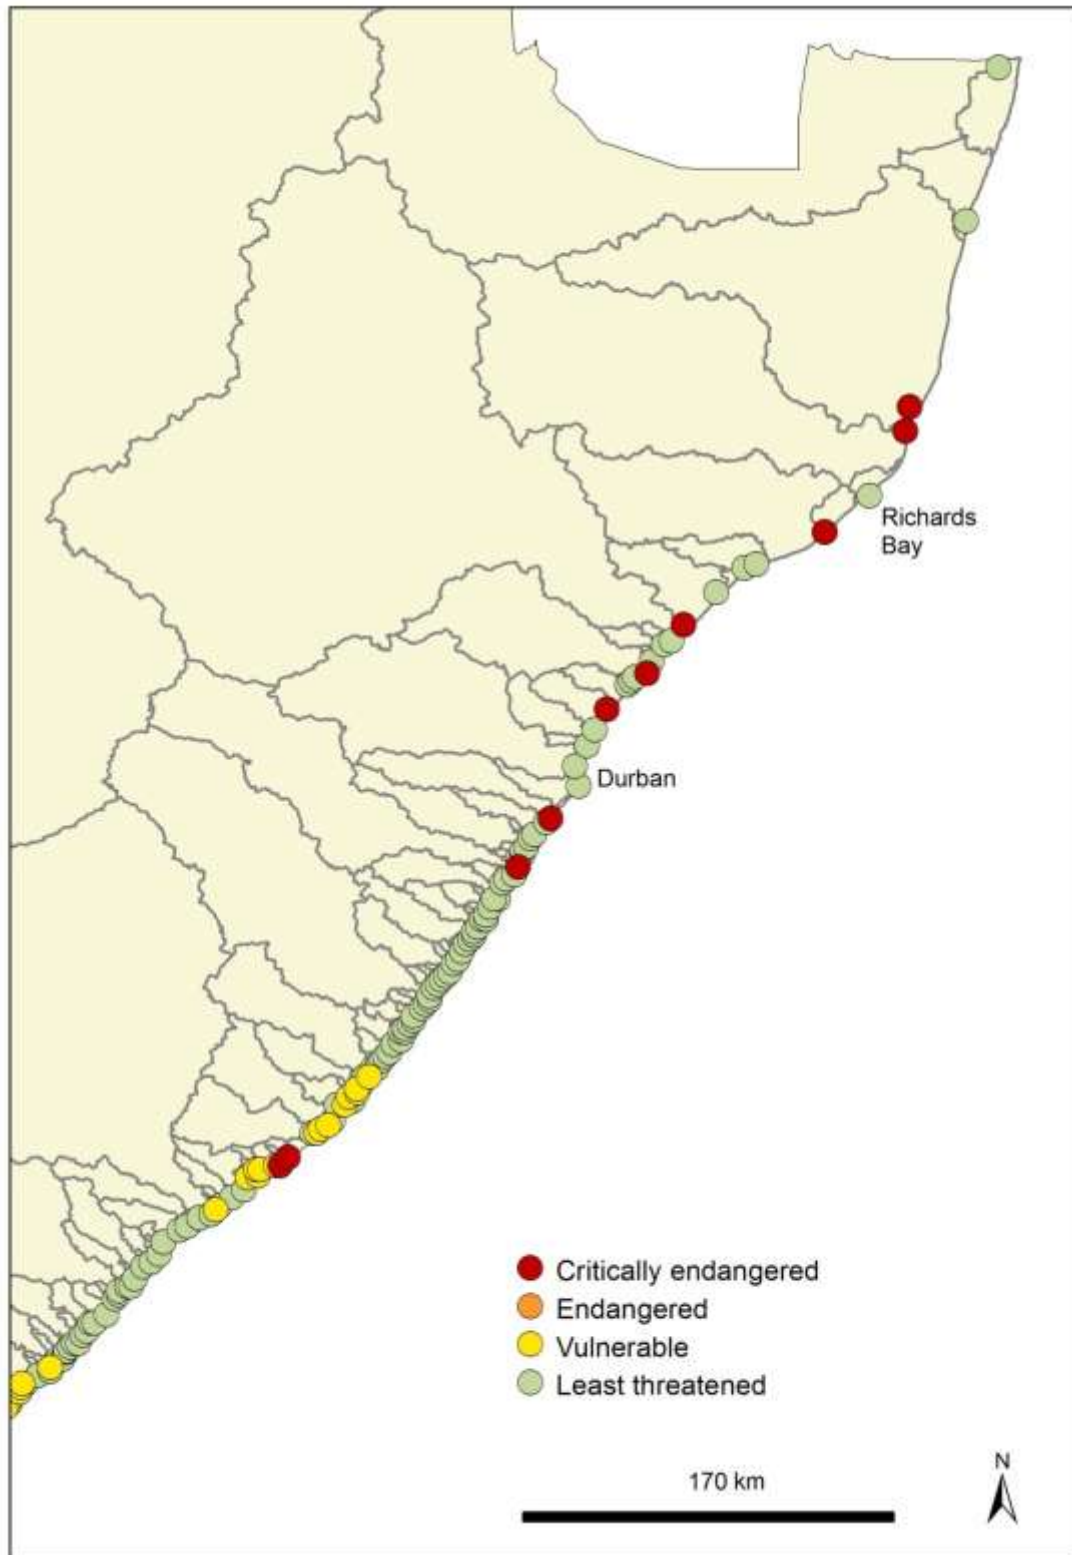 Richards
Bay
Durban
Critically endangered
Endangered
Vulnerable
Least threatened
170 km
N